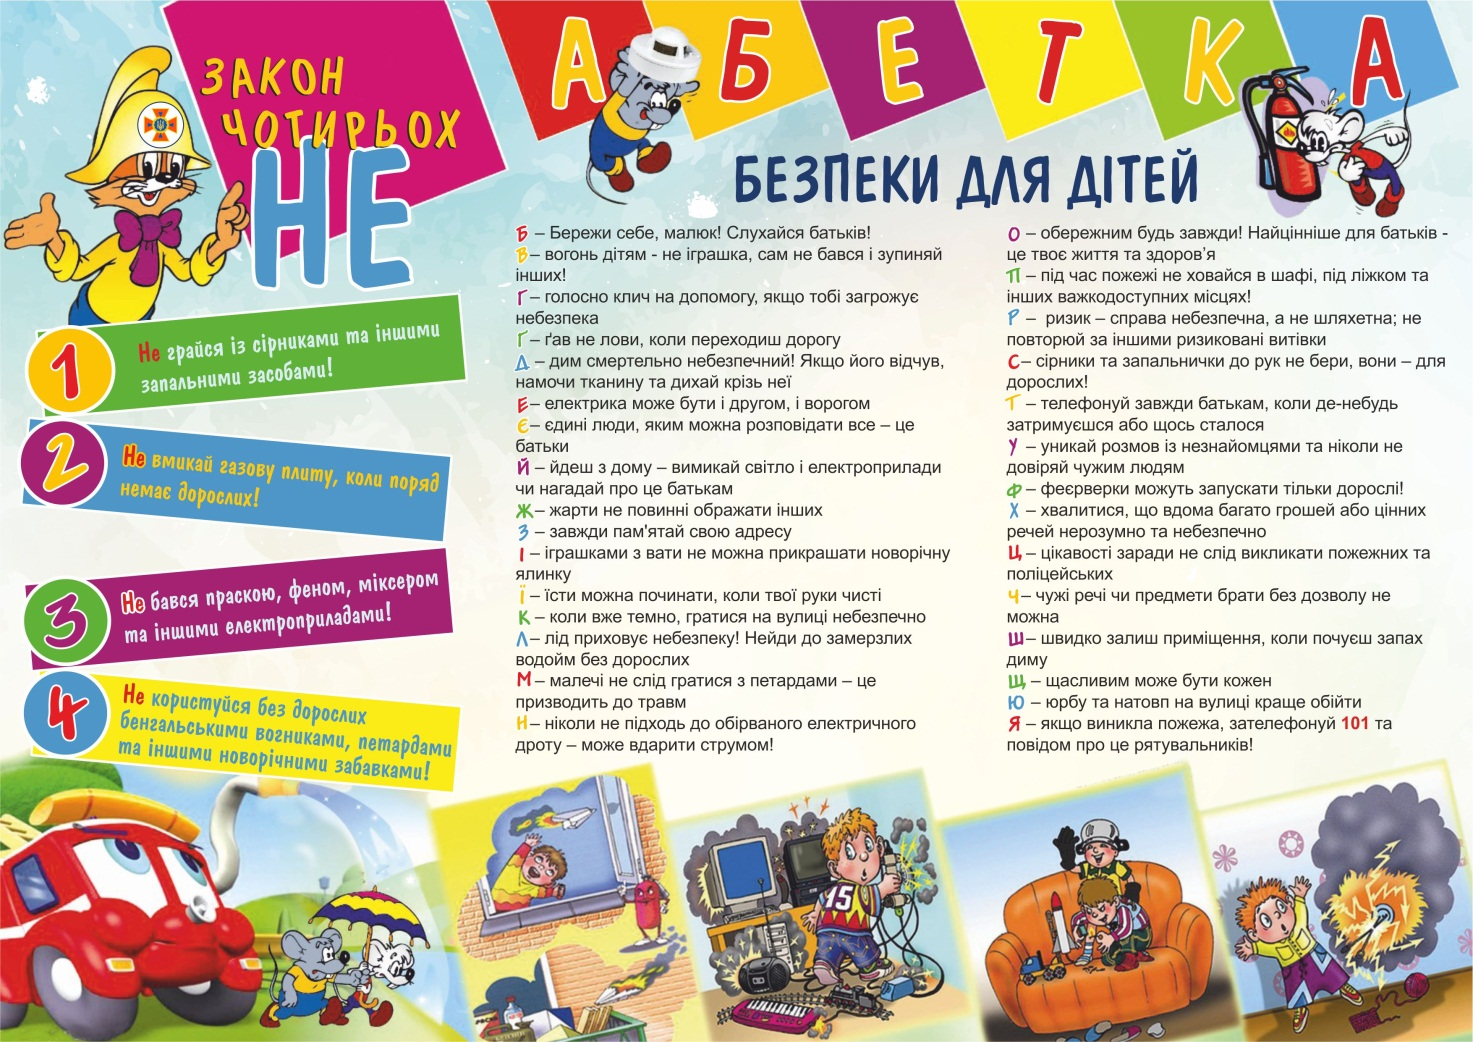 ЗАКОН
ЧОТИРЬОХ
НЕ
1
Не грайся із сірниками та іншими
запальними засобами!
2
Не вмикай газову плиту, коли поряд
немає дорослих!
3
Не бався праскою, феном, міксером
та іншими електроприладами!
4
Не користуйся без дорослих
бенгальськими вогниками, петардами
та іншими новорічними забавками!
АБЕТКА
БЕЗПЕКИ ДЛЯ ДІТЕЙ
Б – Бережи себе, малюк! Слухайся батьків!
В – вогонь дітям - не іграшка, сам не бався і зупиняй
інших!
Г – голосно клич на допомогу, якщо тобі загрожує
небезпека
Ґ – ґав не лови, коли переходиш дорогу
Д – дим смертельно небезпечний! Якщо його відчув,
намочи тканину та дихай крізь неї
Е – електрика може бути і другом, і ворогом
Є – єдині люди, яким можна розповідати все – це
батьки
Й – йдеш з дому – вимикай світло і електроприлади
чи нагадай про це батькам
Ж – жарти не повинні ображати інших
З – завжди пам'ятай свою адресу
І – іграшками з вати не можна прикрашати новорічну
ялинку
Ї – їсти можна починати, коли твої руки чисті
К – коли вже темно, гратися на вулиці небезпечно
Л – лід приховує небезпеку! Нейди до замерзлих
водойм без дорослих
М – малечі не слід гратися з петардами – це
призводить до травм
Н – ніколи не підходь до обірваного електричного
дроту – може вдарити струмом!
О – обережним будь завжди! Найцінніше для батьків -
це твоє життя та здоров’я
П – під час пожежі не ховайся в шафі, під ліжком та
інших важкодоступних місцях!
Р – ризик – справа небезпечна, а не шляхетна; не
повторюй за іншими ризиковані витівки
С – сірники та запальнички до рук не бери, вони – для
дорослих!
Т – телефонуй завжди батькам, коли де-небудь
затримуєшся або щось сталося
У – уникай розмов із незнайомцями та ніколи не
довіряй чужим людям
Ф – феєрверки можуть запускати тільки дорослі!
Х – хвалитися, що вдома багато грошей або цінних
речей нерозумно та небезпечно
Ц – цікавості заради не слід викликати пожежних та
поліцейських
Ч – чужі речі чи предмети брати без дозволу не
можна
Ш – швидко залиш приміщення, коли почуєш запах
диму
Щ – щасливим може бути кожен
Ю – юрбу та натовп на вулиці краще обійти
Я – якщо виникла пожежа, зателефонуй 101 та
повідом про це рятувальників!
15